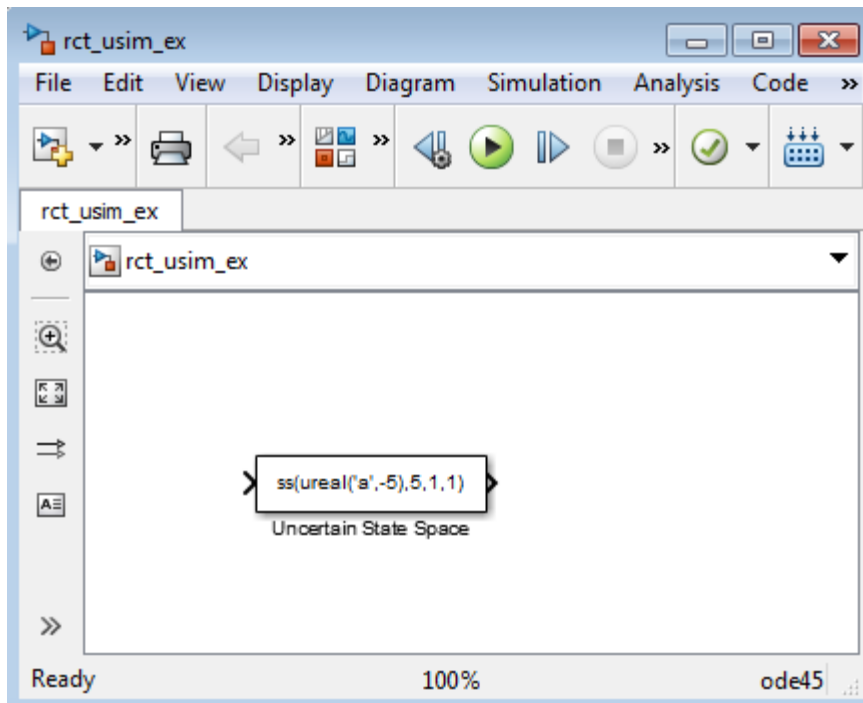 rct_usim_ex
File Edit View Display Diagram Simulation Analysis Code »
rct_usim_ex
rct_usim_ex
ss(ureal('a',-5),5,1,1)
Uncertain State Space
Ready 100% ode45